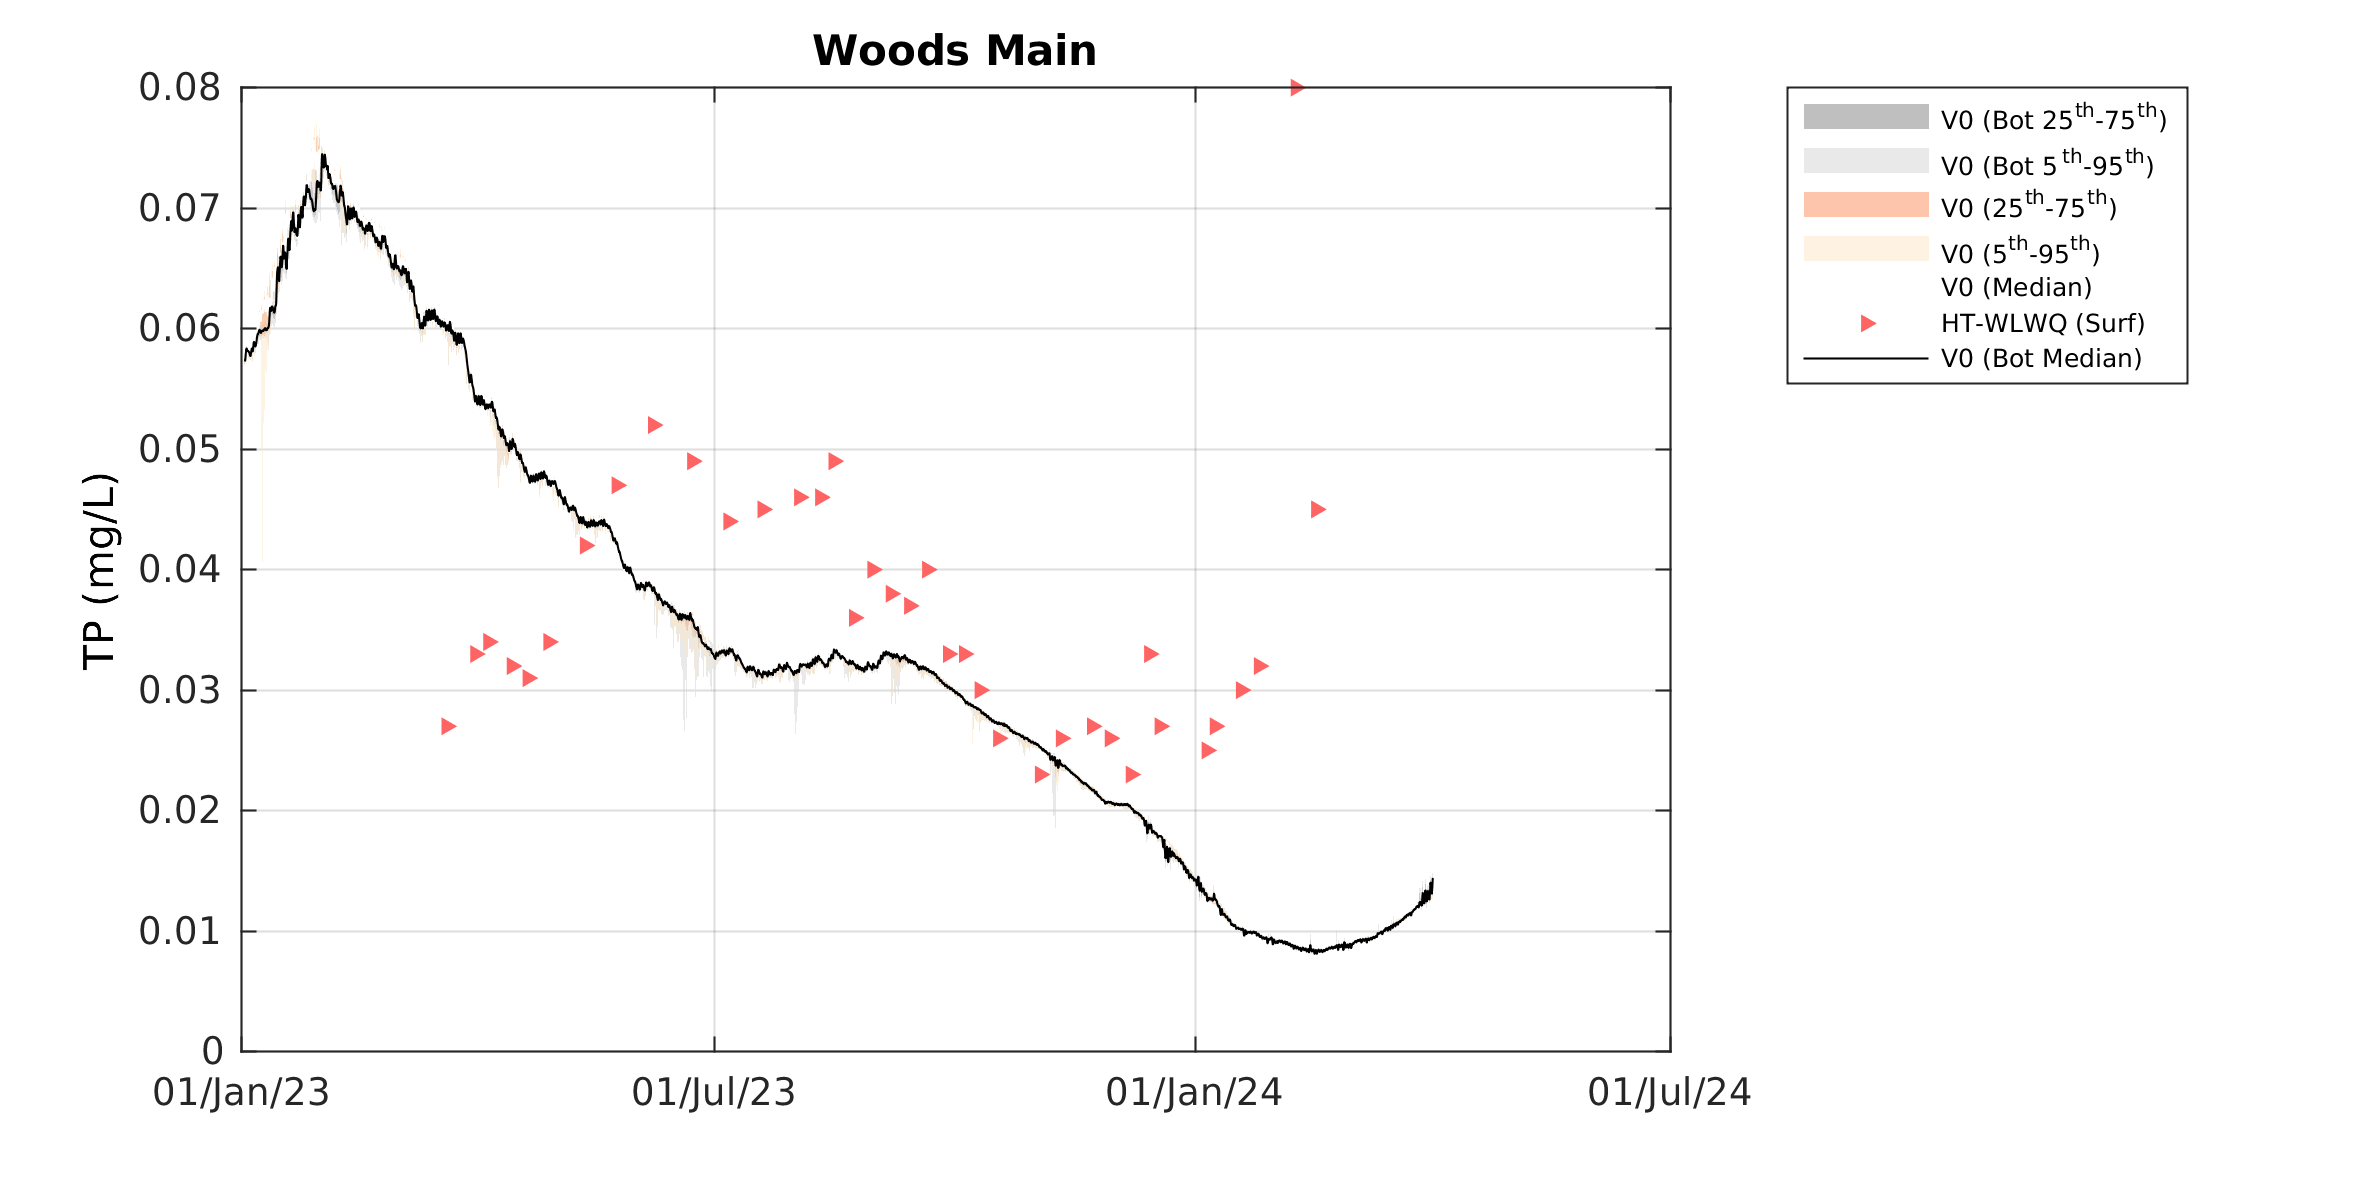 Woods Main
TP (mg/L)
0.08
0.07
0.06
0.05
0.04
0.03
0.02
0.01
0
01/Jan/23
01/Jul/23
01/Jan/24
01/Jul/24
V0 (Bot 25th-75th)
V0 (Bot 5th-95th)
V0 (25th-75th)
V0 (5th-95th)
V0 (Median)
HT-WLWQ (Surf)
V0 (Bot Median)